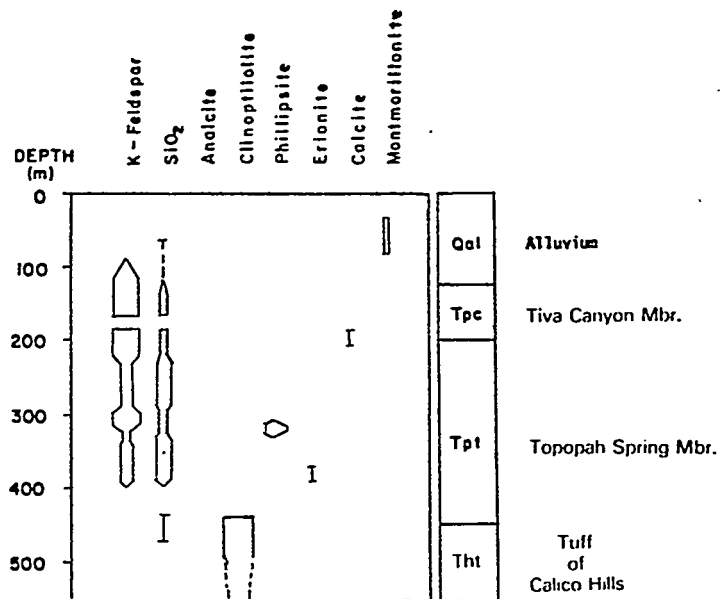 K-Feldspar
SiO2
Analcite
Clinoptilolite
Phillipsite
Erionite
Calcite
Montmorillonite
DEPTH
(m)
0
100
200
300
400
500
Qal
Alluvium
Tpc
Tiva Canyon Mbr.
Tpt
Topopah Spring Mbr.
Tht
Tuff
of
Calico Hills